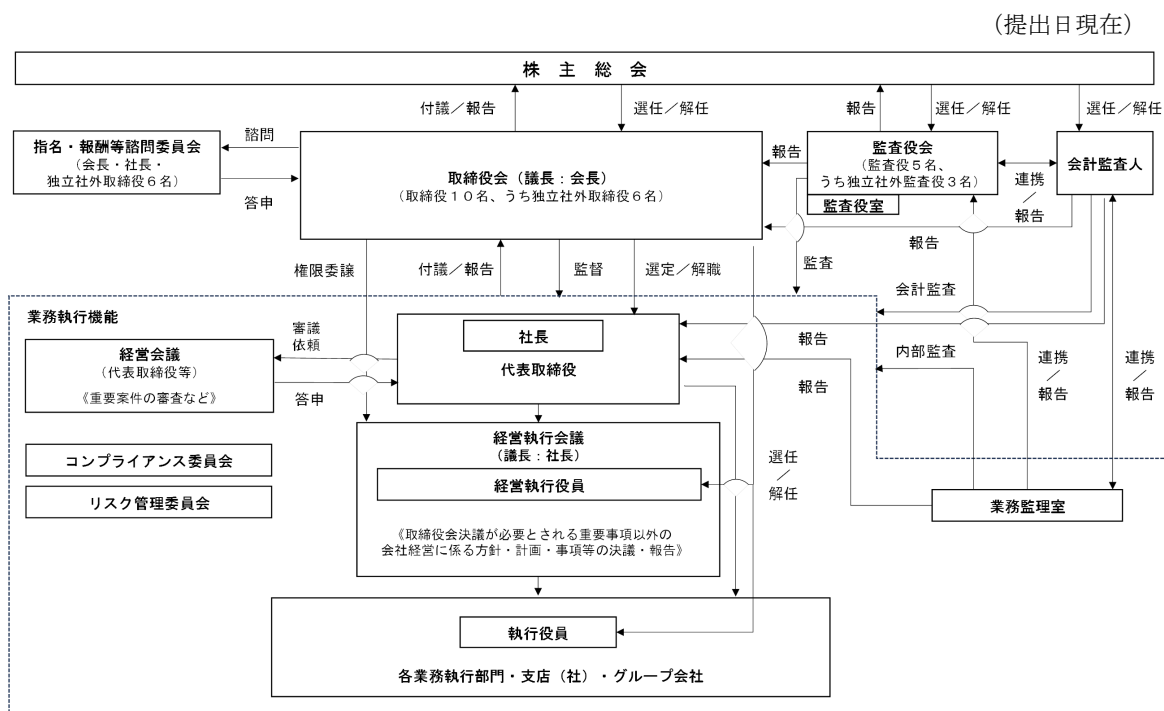 （提出日現在）
株 主 総 会
付議／報告
選任／解任
報告
選任／解任
選任／解任
指名・報酬等諮問委員会
（会長・社長・
独立社外取締役６名）
諮問
答申
取締役会（議長：会長）
（取締役１０名、うち独立社外取締役６名）
報告
監査役会
（監査役５名、
うち独立社外監査役３名）
監査役室
連携
／
報告
会計監査人
報告
監査
権限委譲
付議／報告
監督
選定／解職
会計監査
業務執行機能
審議
依頼
経営会議
（代表取締役等）
《重要案件の審査など》
答申
社長
代表取締役
報告
報告
内部監査
連携
／
報告
連携
／
報告
経営執行会議
（議長：社長）
経営執行役員
《取締役会決議が必要とされる重要事項以外の
会社経営に係る方針・計画・事項等の決議・報告》
選任
／
解任
コンプライアンス委員会
リスク管理委員会
業務監理室
執行役員
各業務執行部門・支店（社）・グループ会社